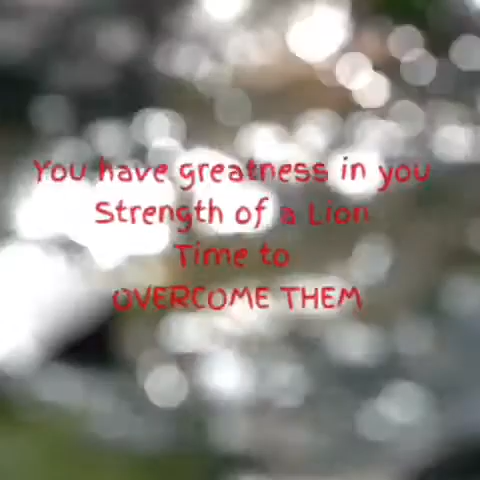 You have greatness in you
Strength of a Lion
Time to
OVERCOME THEM